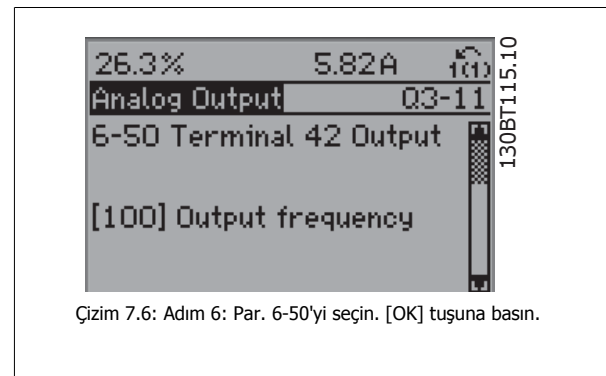 26.3% 5.82A 1(1)
Analog Output Q3-11
6-50 Terminal 42 Output
[100] Output frequency
130BT115.10
Çizim 7.6: Adım 6: Par. 6-50'yi seçin. [OK] tuşuna basın.